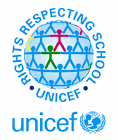 RIGHTS RESPECTING SCHOOL
• UNICEF •
unicef